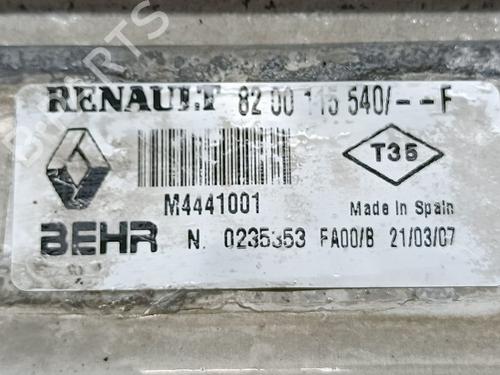 RENAULT 82 00 115 540/---F
T35
M4441001
Made In Spain
BEHR N. 0235353 FA00/B 21/03/07